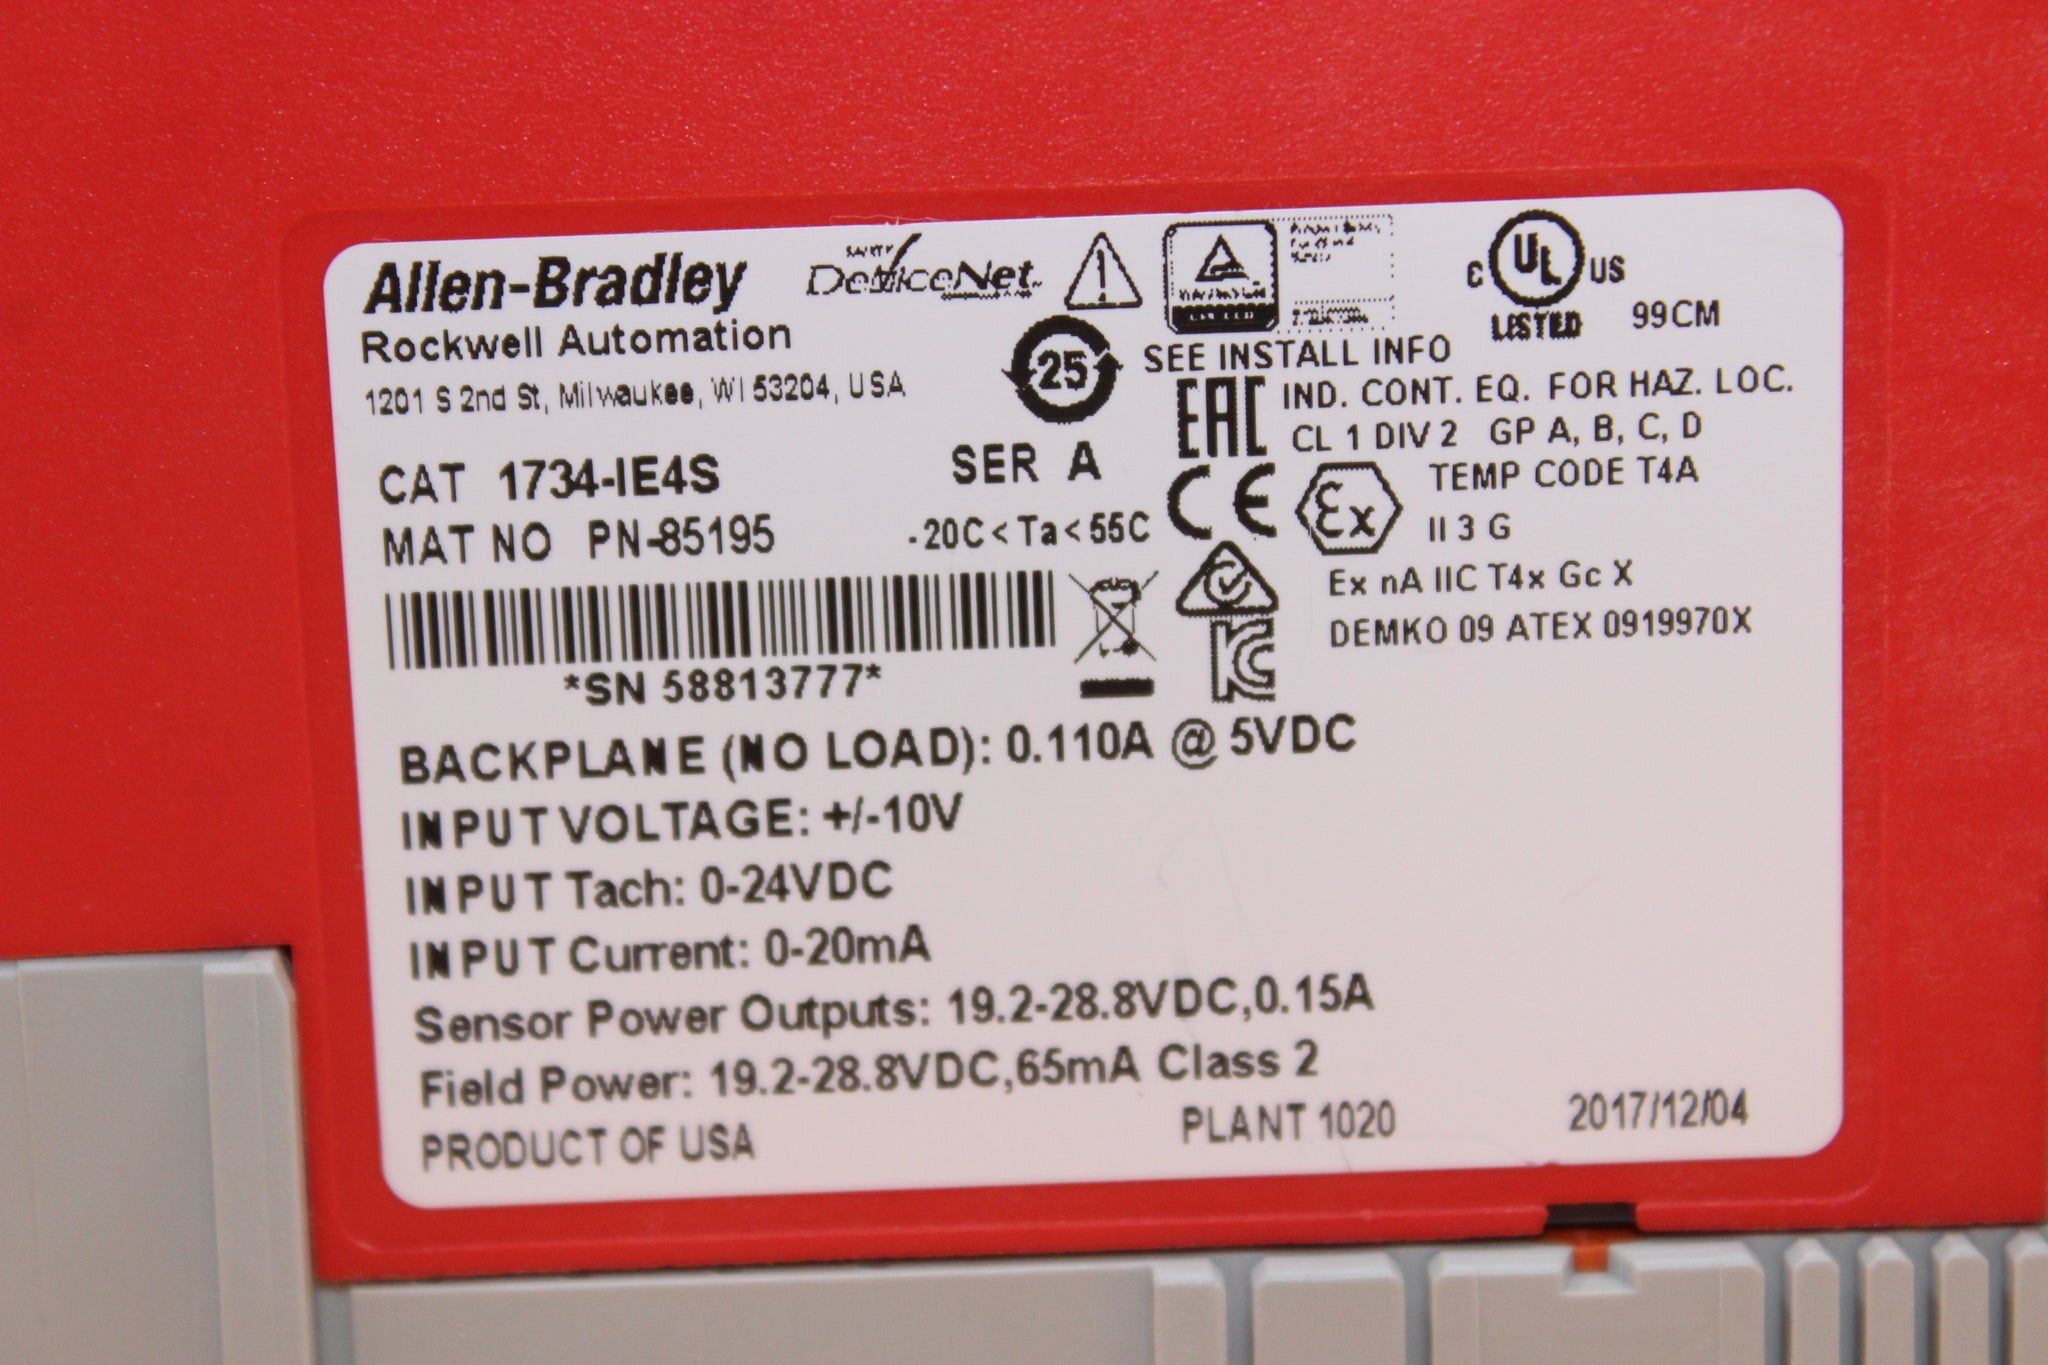 Allen-Bradley
SAFETY
DeviceNet
Rockwell Automation
1201 S 2nd St, Milwaukee, WI 53204, USA
25
UL
C US
LISTED
99CM
SEE INSTALL INFO
EAC
IND. CONT. EQ. FOR HAZ. LOC.
CL 1 DIV 2 GP A, B, C, D
TEMP CODE T4A
CAT 1734-IE4S
SER A
MAT NO PN-85195
-20C < Ta < 55C
CE
Ex
II 3 G
Ex nA IIC T4x Gc X
DEMKO 09 ATEX 0919970X
*SN 58813777*
BACKPLANE (NO LOAD): 0.110A @ 5VDC
INPUT VOLTAGE: +/-10V
INPUT Tach: 0-24VDC
INPUT Current: 0-20mA
Sensor Power Outputs: 19.2-28.8VDC,0.15A
Field Power: 19.2-28.8VDC,65mA Class 2
PRODUCT OF USA
PLANT 1020
2017/12/04